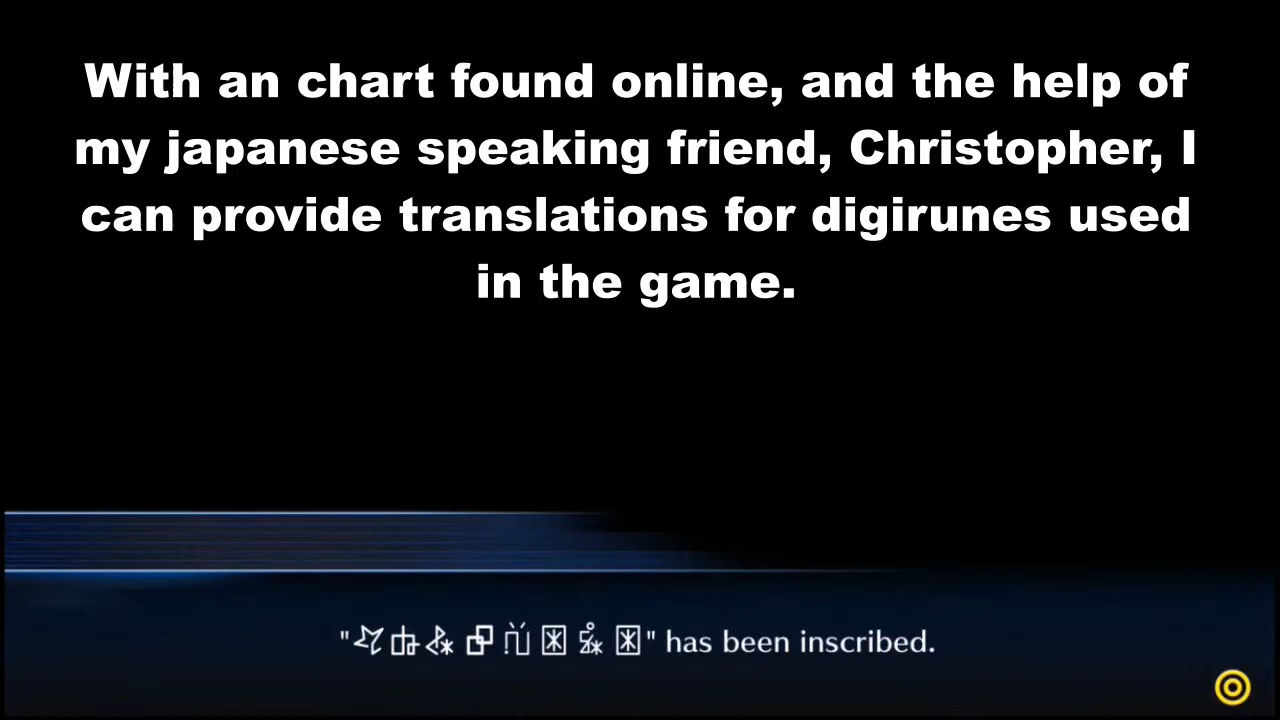 With an chart found online, and the help of
my japanese speaking friend, Christopher, I
can provide translations for digirunes used
in the game.
" " has been inscribed.